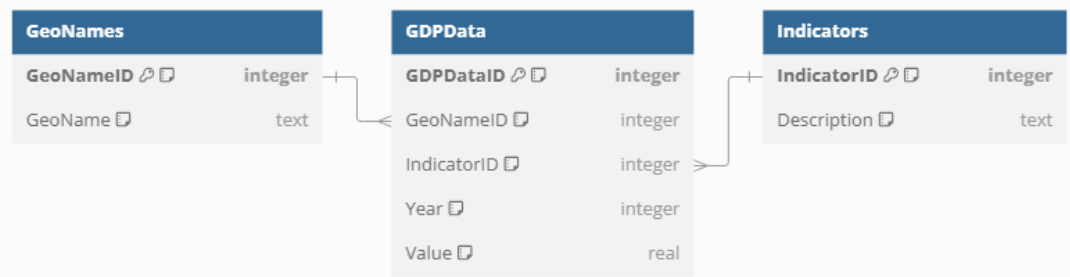 GeoNames
GeoNameID integer
GeoName text
GDPData
GDPDataID integer
GeoNameID integer
IndicatorID integer
Year integer
Value real
Indicators
IndicatorID integer
Description text